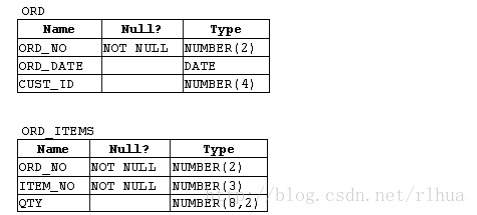 ORD
Name Null? Type
ORD_NO NOT NULL NUMBER(2)
ORD_DATE DATE
CUST_ID NUMBER(4)
ORD_ITEMS
Name Null? Type
ORD_NO NOT NULL NUMBER(2)
ITEM_NO NOT NULL NUMBER(3)
QTY NUMBER(8,2)
http://blog.csdn.net/rlhua